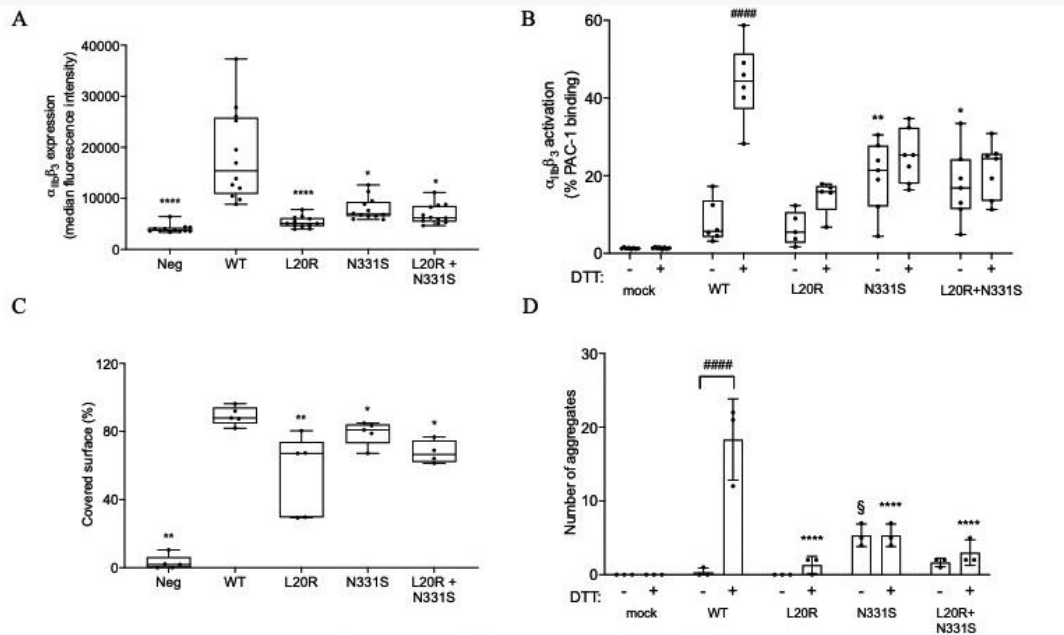 A
αIIbβ3 expression
(median fluorescence intensity)
40000
30000
20000
10000
0
****
****
*
*
Neg
WT
L20R
N331S
L20R +
N331S
B
αIIbβ3 activation
(% PAC-1 binding)
60
40
20
0
####
**
*
DTT: - + - + - + - + - +
mock
WT
L20R
N331S
L20R+N331S
C
Covered surface (%)
120
80
40
0
**
**
*
*
Neg
WT
L20R
N331S
L20R +
N331S
D
Number of aggregates
30
20
10
0
####
****
§
****
****
DTT: - + - + - + - + - +
mock
WT
L20R
N331S
L20R+
N331S